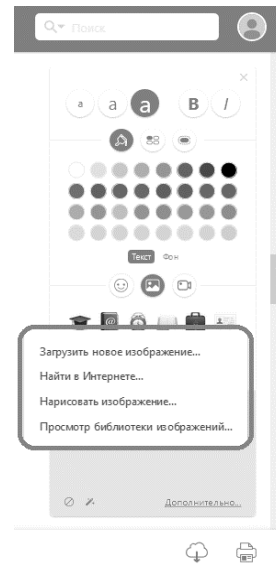 Поиск
a a a B I
Текст Фон
Загрузить новое изображение...
Найти в Интернете...
Нарисовать изображение...
Просмотр библиотеки изображений...
Дополнительно...